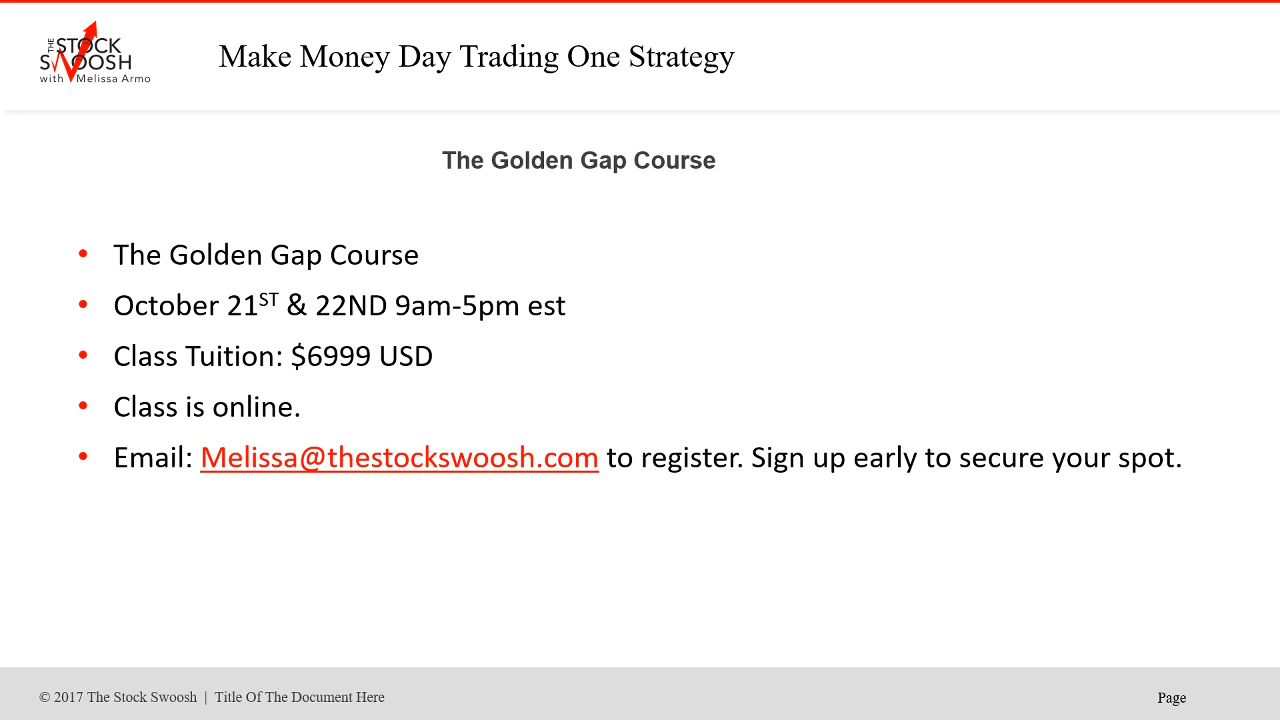 THE STOCK
SWOOSH
with Melissa Armo
Make Money Day Trading One Strategy
The Golden Gap Course
• The Golden Gap Course
• October 21ST & 22ND 9am-5pm est
• Class Tuition: $6999 USD
• Class is online.
• Email: Melissa@thestockswoosh.com to register. Sign up early to secure your spot.
© 2017 The Stock Swoosh | Title Of The Document Here
Page